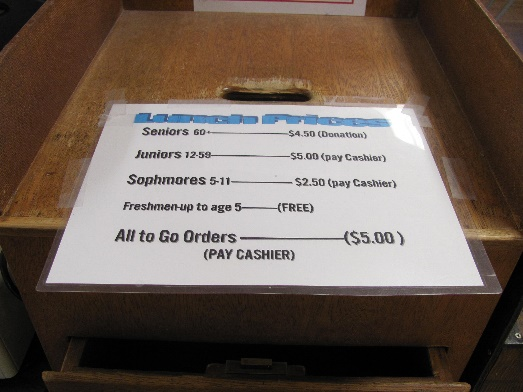 Lunch Prices
Seniors 60+ $4.50 (Donation)
Juniors 12-59 $5.00 (pay Cashier)
Sophmores 5-11 $2.50 (pay Cashier)
Freshmen-up to age 5 (FREE)
All to Go Orders ($5.00 )
(PAY CASHIER)